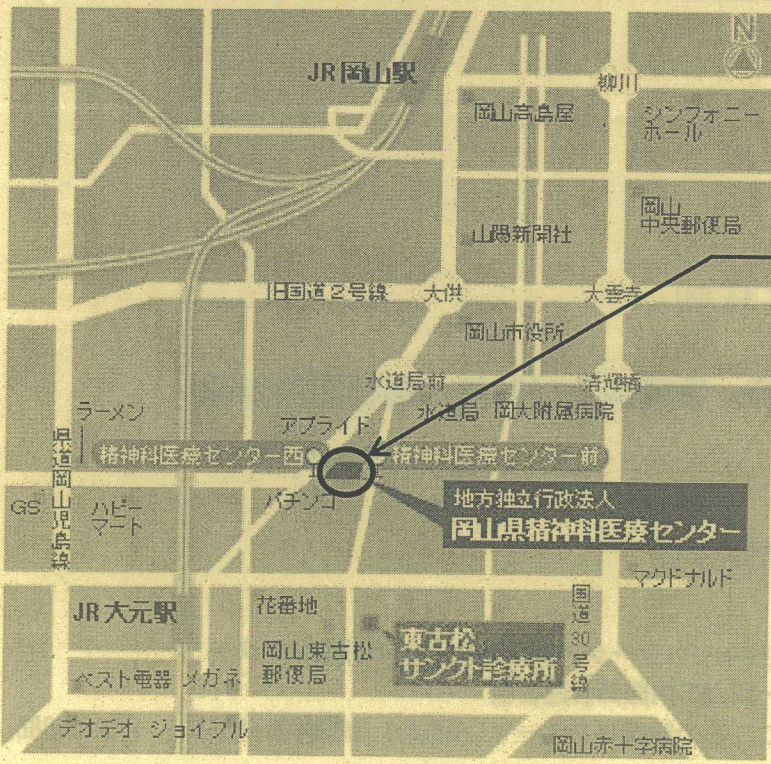 N
JR岡山駅
柳川
岡山高島屋
シンフォニー
ホール
岡山
中央郵便局
山陽新聞社
旧国道2号線
大供
大雲寺
岡山市役所
水道局前
清輝橋
ラーメン
アプライド
水道局
岡大附属病院
精神科医療センター西
精神科医療センター前
県道岡山児島線
GS
ハピー
マート
パチンコ
地方独立行政法人
岡山県精神科医療センター
マクドナルド
JR大元駅
花番地
国道30号線
東古松
サンクト診療所
岡山東古松
郵便局
ベスト電器
メガネ
デオデオ
ジョイフル
岡山赤十字病院